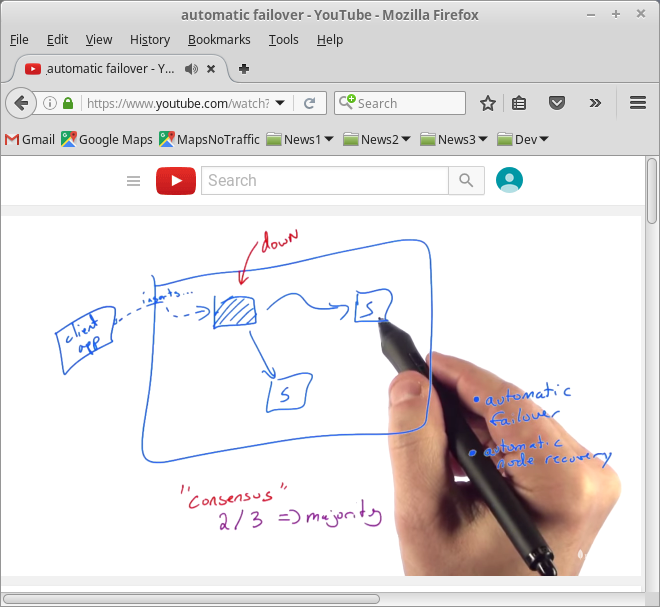 automatic failover - YouTube - Mozilla Firefox
File Edit View History Bookmarks Tools Help
automatic failover - Y...
https://www.youtube.com/watch?
Search
Gmail Google Maps MapsNoTraffic News1 News2 News3 Dev
Search
down
inserts...
client
app
S
S
• automatic
failover
• automatic
node recovery
"Consensus"
2/3 => majority